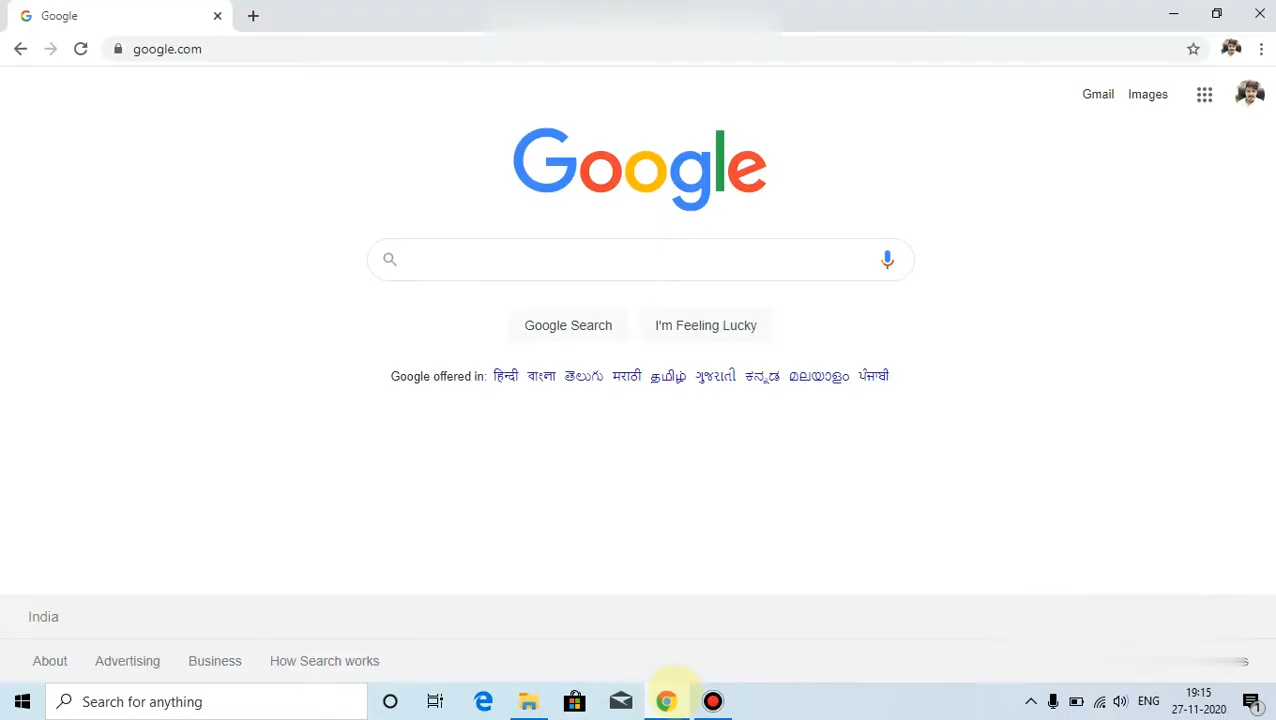 Google
google.com
Gmail Images
Google
Google Search I'm Feeling Lucky
Google offered in: हिन्दी বাংলা తెలుగు मराठी தமிழ் ગુજરાતી ಕನ್ನಡ മലയാളം ਪੰਜਾਬੀ
India
About Advertising Business How Search works
Search for anything
ENG
19:15
27-11-2020
1